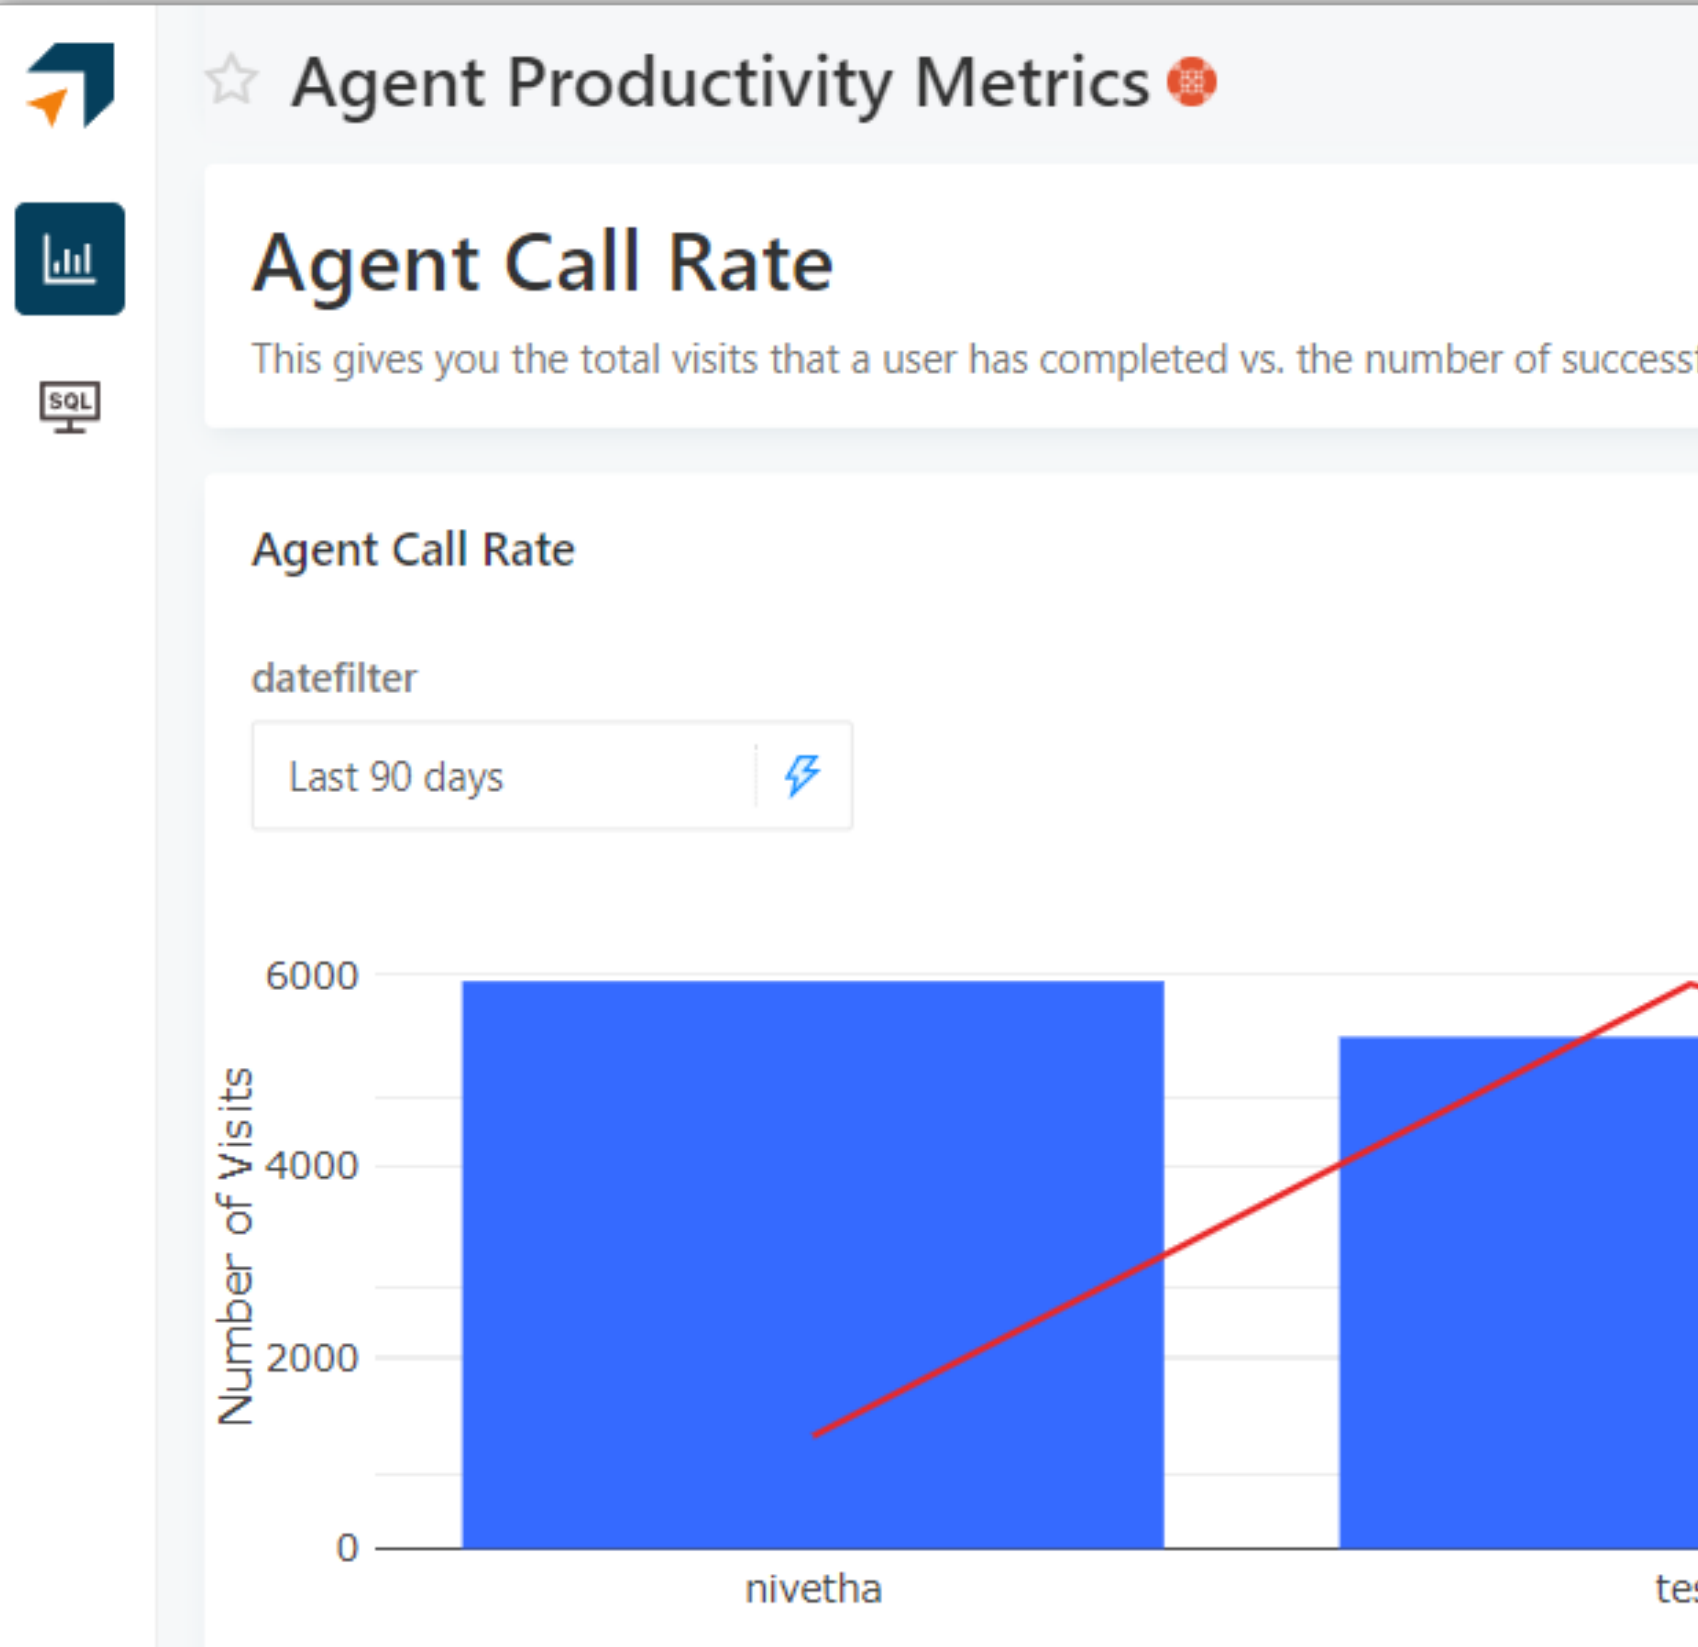 Agent Productivity Metrics
Agent Call Rate
This gives you the total visits that a user has completed vs. the number of
SQL
Agent Call Rate
datefilter
Last 90 days
6000
4000
2000
0
Number of Visits
nivetha